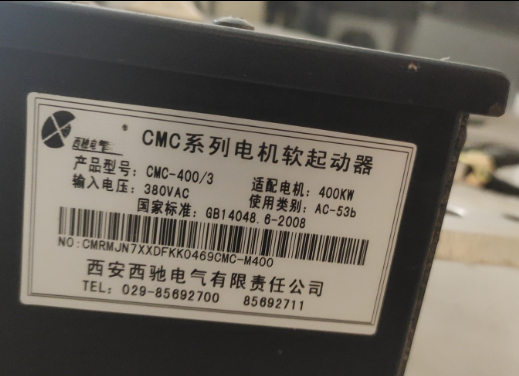 西驰电气 ®
CMC系列电机软起动器
产品型号: CMC-400/3 适配电机: 400KW
输入电压: 380VAC 使用类别: AC-53b
国家标准: GB14048.6-2008
NO:CMRMJN7XXDFKK0469CMC-M400
西安西驰电气有限责任公司
TEL: 029-85692700 85692711